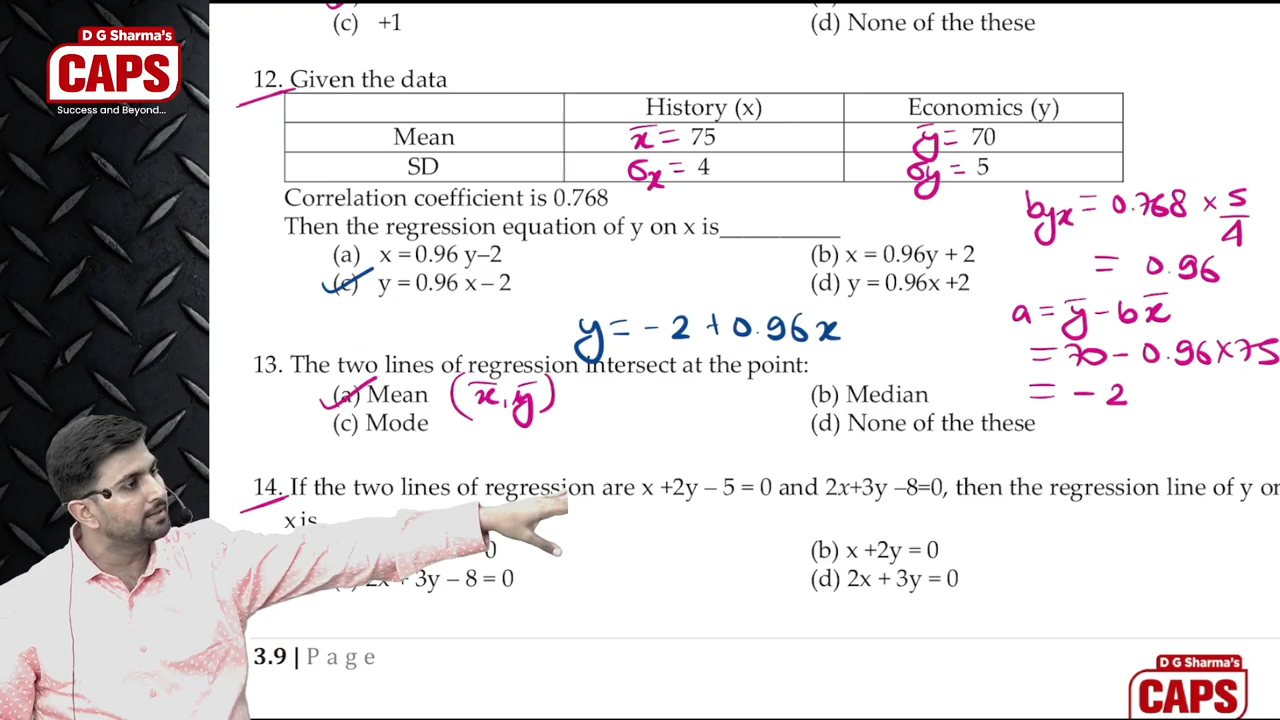 (c) +1 (d) None of the these
D G Sharma's
CAPS
Success and Beyond...
12. Given the data
History (x) Economics (y)
Mean x̅ = 75 y̅ = 70
SD σx = 4 σy = 5
Correlation coefficient is 0.768
Then the regression equation of y on x is
(a) x = 0.96 y–2 (b) x = 0.96y + 2
(c) y = 0.96 x – 2 (d) y = 0.96x +2
byx = 0.768 × 5/4
= 0.96
a = y̅ - b x̅
= 70 - 0.96 × 75
= - 2
y = - 2 + 0.96 x
13. The two lines of regression intersect at the point:
(a) Mean (x̅, y̅) (b) Median
(c) Mode (d) None of the these
14. If the two lines of regression are x +2y – 5 = 0 and 2x+3y –8=0, then the regression line of y on
x is
0 (b) x +2y = 0
2x + 3y – 8 = 0 (d) 2x + 3y = 0
3.9 | Page
D G Sharma's
CAPS